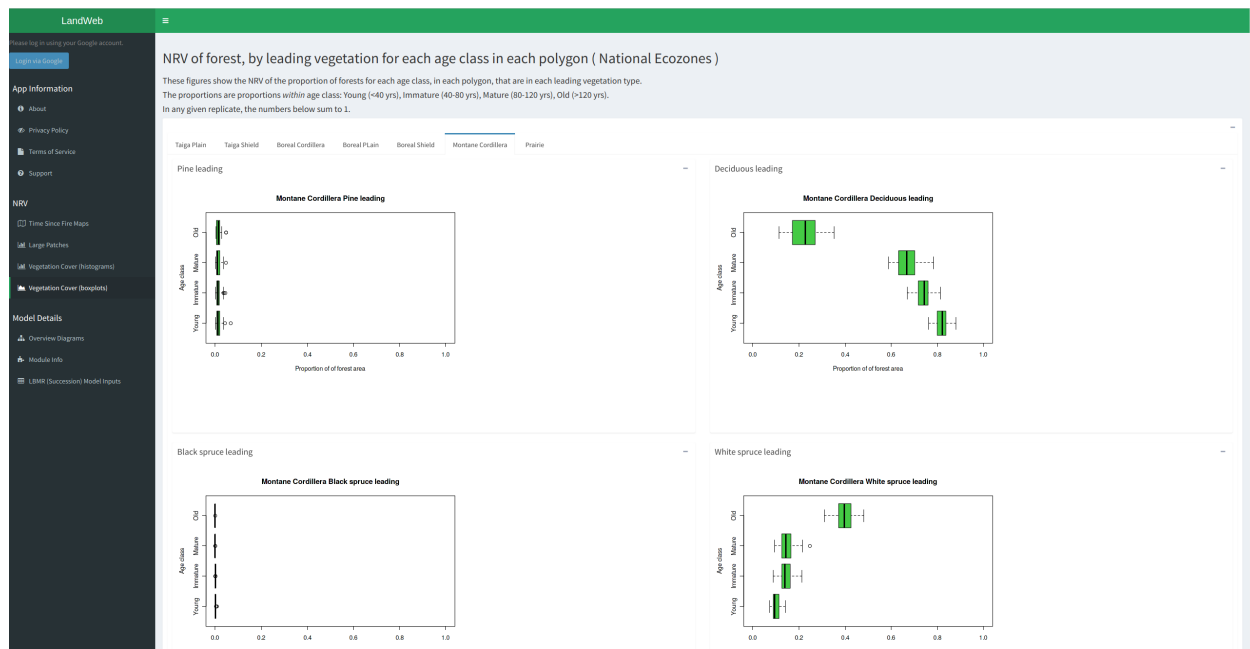 LandWeb
Please log in using your Google account.
Login via Google
App Information
About
Privacy Policy
Terms of Service
Support
NRV
Time Since Fire Maps
Large Patches
Vegetation Cover (histograms)
Vegetation Cover (boxplots)
Model Details
Overview Diagrams
Module Info
LBMR (Succession) Model Inputs
NRV of forest, by leading vegetation for each age class in each polygon ( National Ecozones )
These figures show the NRV of the proportion of forests for each age class, in each polygon, that are in each leading vegetation type.
The proportions are proportions within age class: Young (<40 yrs), Immature (40-80 yrs), Mature (80-120 yrs), Old (>120 yrs).
In any given replicate, the numbers below sum to 1.
Taiga Plain Taiga Shield Boreal Cordillera Boreal PLain Boreal Shield Montane Cordillera Prairie
Pine leading
Montane Cordillera Pine leading
Age class
Old
Mature
Immature
Young
0.0 0.2 0.4 0.6 0.8 1.0
Proportion of of forest area
Deciduous leading
Montane Cordillera Deciduous leading
Age class
Old
Mature
Immature
Young
0.0 0.2 0.4 0.6 0.8 1.0
Proportion of of forest area
Black spruce leading
Montane Cordillera Black spruce leading
Age class
Old
Mature
Immature
Young
0.0 0.2 0.4 0.6 0.8 1.0
White spruce leading
Montane Cordillera White spruce leading
Age class
Old
Mature
Immature
Young
0.0 0.2 0.4 0.6 0.8 1.0